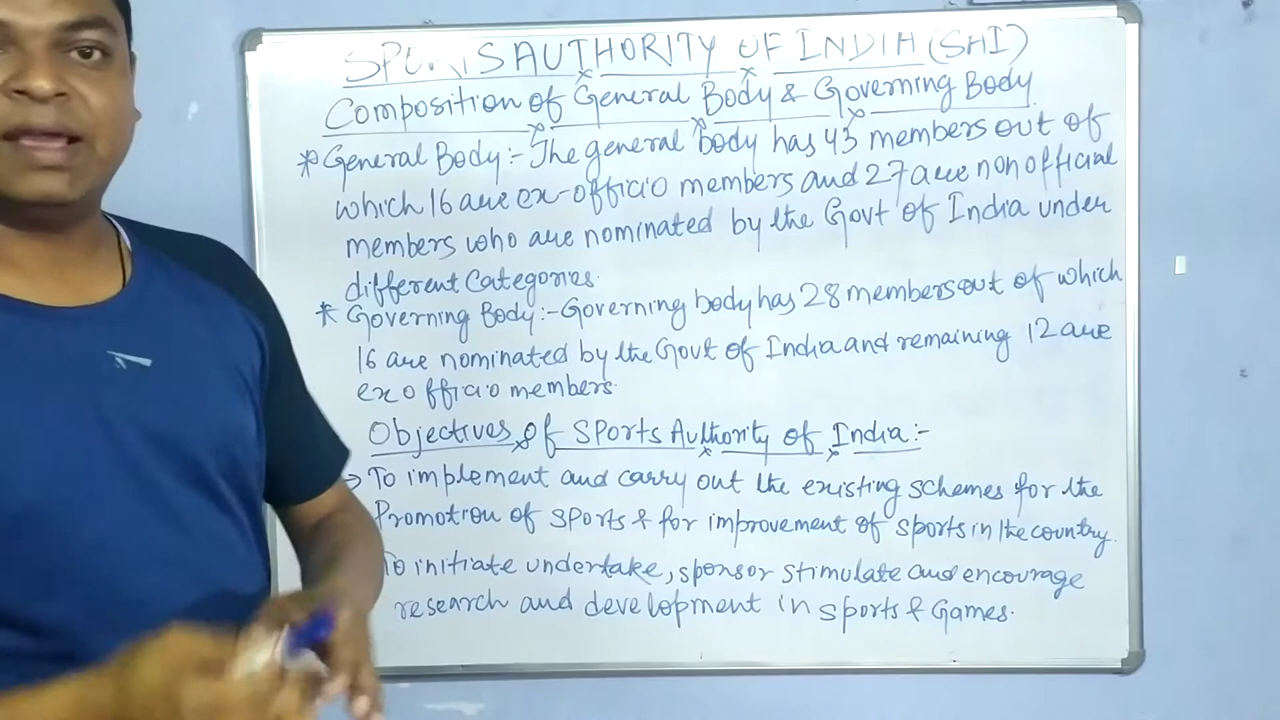 SPORTS AUTHORITY OF INDIA (SAI)
Composition of General Body & Governing Body
* General Body:- The general body has 43 members out of
which 16 are ex-officio members and 27 are non official
members who are nominated by the Govt of India under
different Categories.
* Governing Body:- Governing body has 28 members out of which
16 are nominated by the Govt of India and remaining 12 are
ex officio members.
Objectives of Sports Authority of India:-
→ To implement and carry out the existing schemes for the
Promotion of sports & for improvement of sports in the country.
To initiate undertake, sponsor stimulate and encourage
research and development in sports & Games.